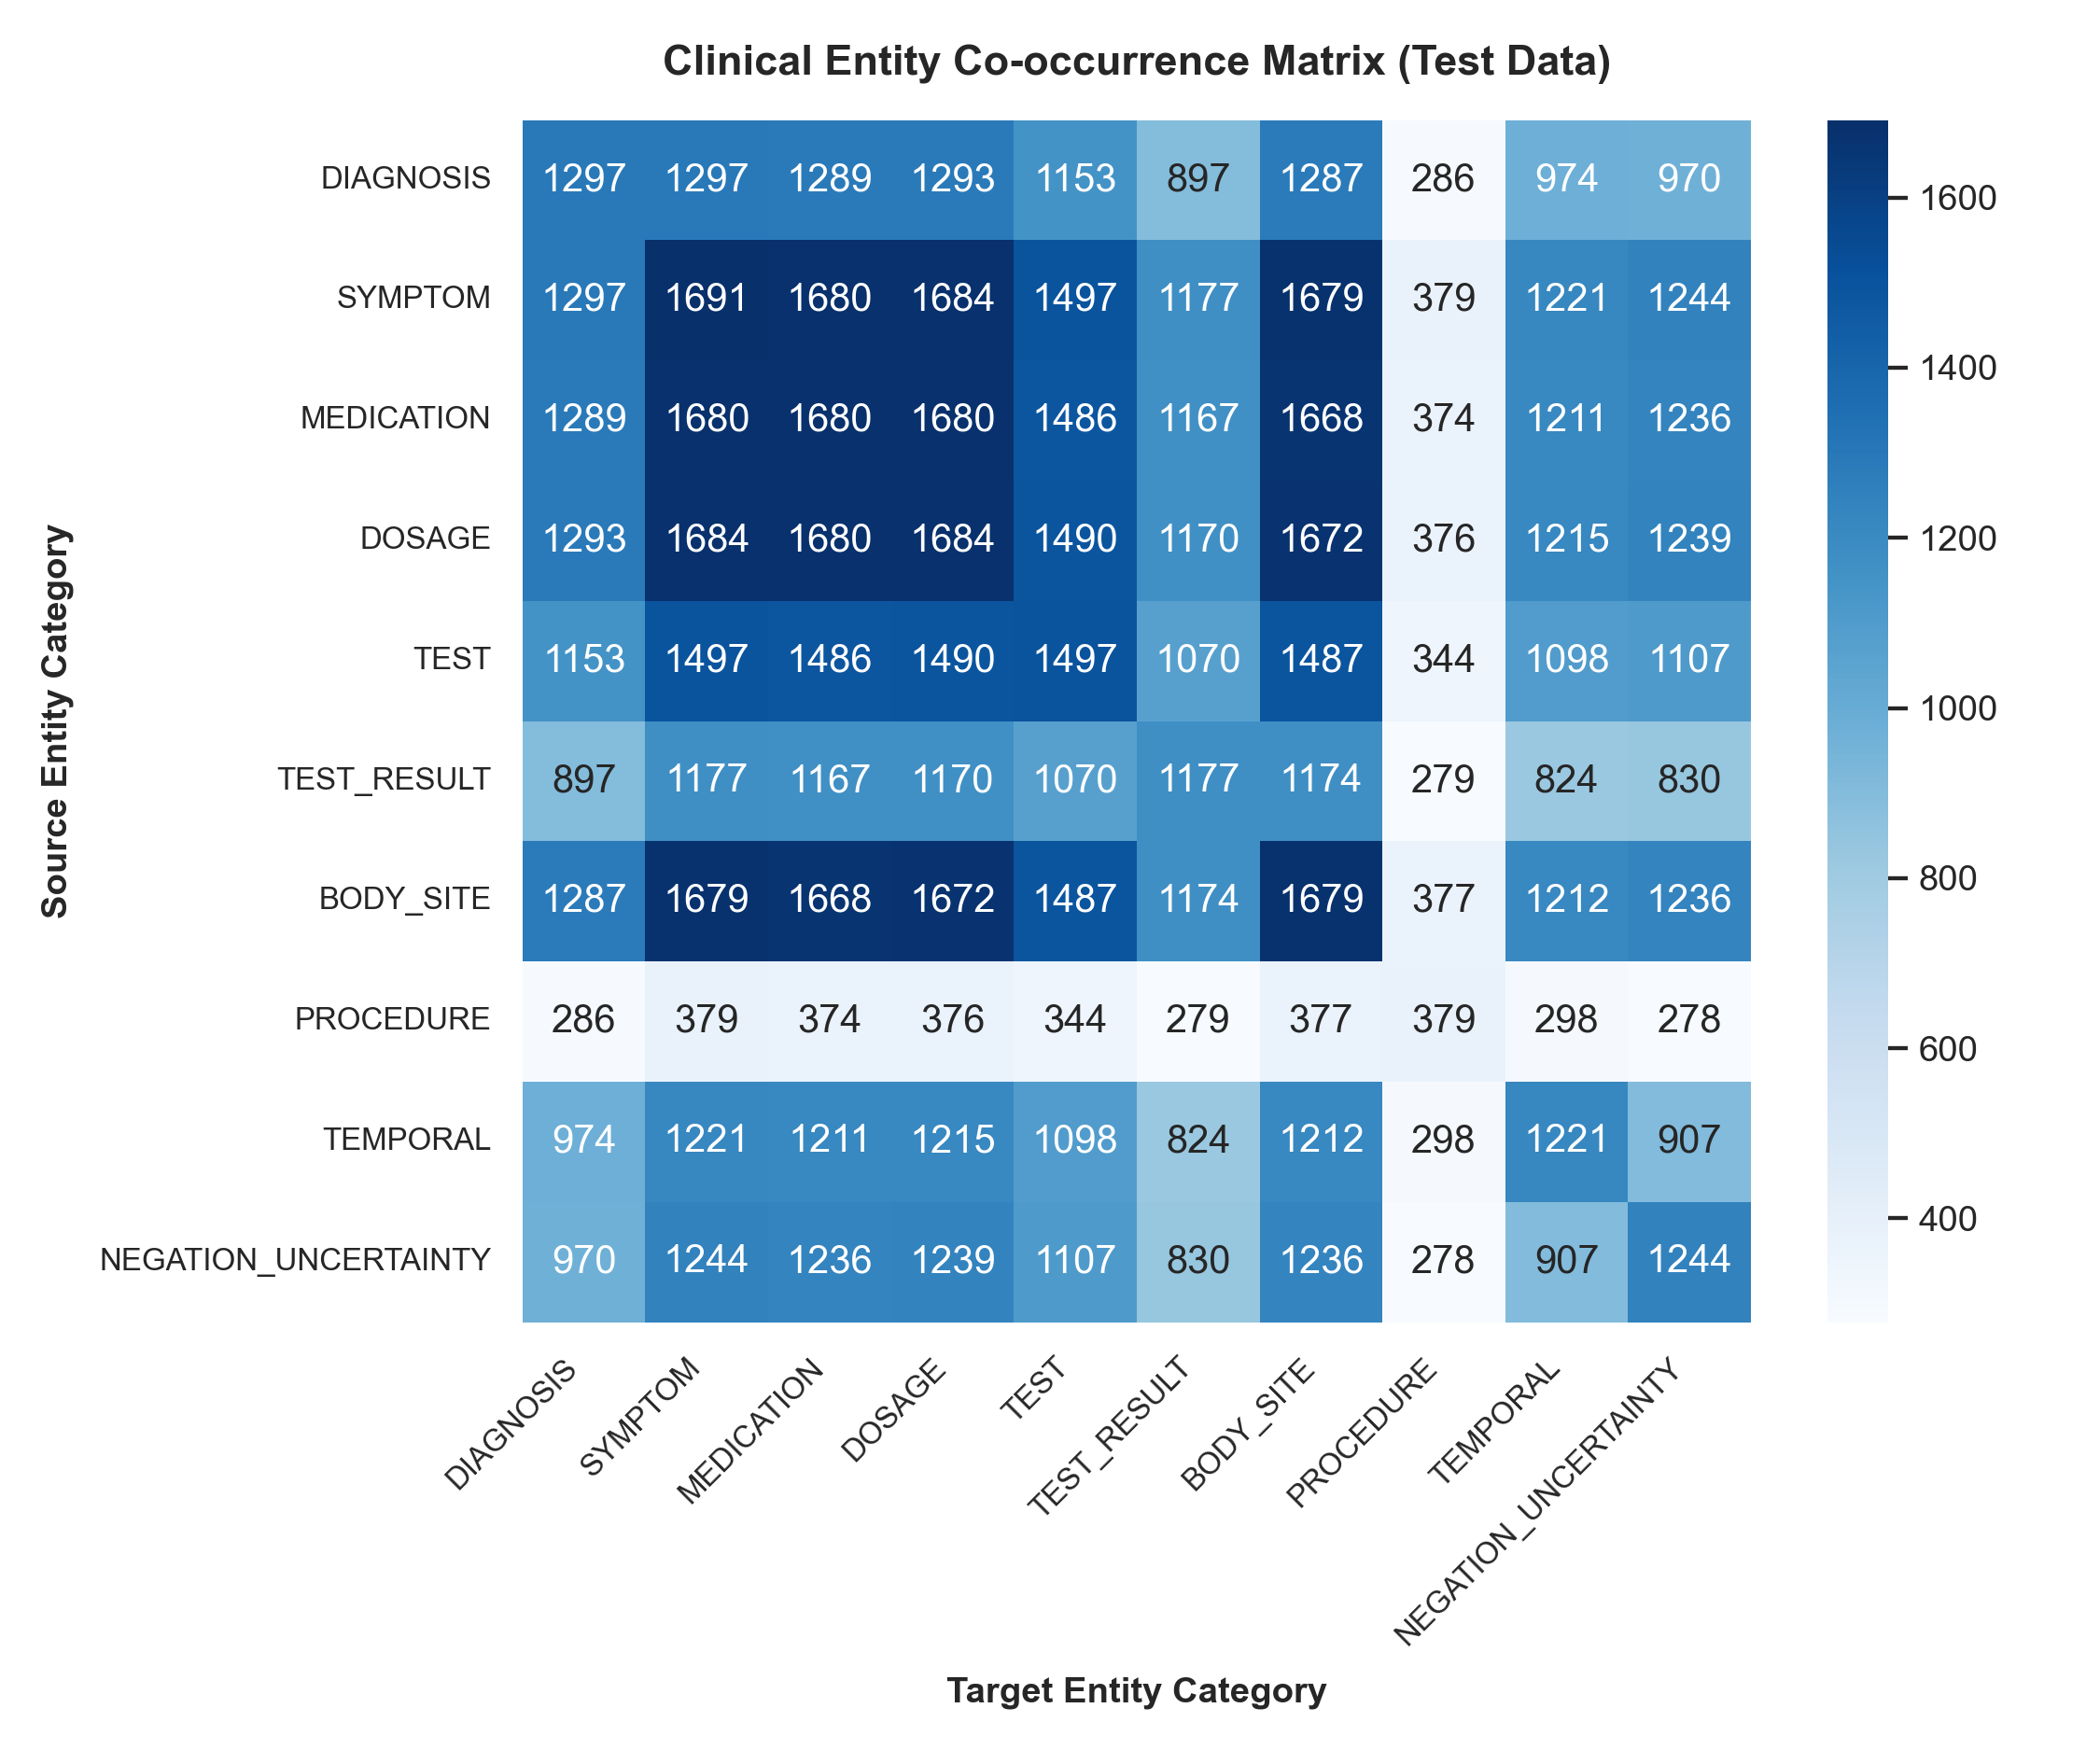 Clinical Entity Co-occurrence Matrix (Test Data)
DIAGNOSIS 1297 1297 1289 1293 1153 897 1287 286 974 970
SYMPTOM 1297 1691 1680 1684 1497 1177 1679 379 1221 1244
MEDICATION 1289 1680 1680 1680 1486 1167 1668 374 1211 1236
DOSAGE 1293 1684 1680 1684 1490 1170 1672 376 1215 1239
TEST 1153 1497 1486 1490 1497 1070 1487 344 1098 1107
TEST_RESULT 897 1177 1167 1170 1070 1177 1174 279 824 830
BODY_SITE 1287 1679 1668 1672 1487 1174 1679 377 1212 1236
PROCEDURE 286 379 374 376 344 279 377 379 298 278
TEMPORAL 974 1221 1211 1215 1098 824 1212 298 1221 907
NEGATION_UNCERTAINTY 970 1244 1236 1239 1107 830 1236 278 907 1244
DIAGNOSIS
SYMPTOM
MEDICATION
DOSAGE
TEST
TEST_RESULT
BODY_SITE
PROCEDURE
TEMPORAL
NEGATION_UNCERTAINTY
Source Entity Category
Target Entity Category
1600
1400
1200
1000
800
600
400